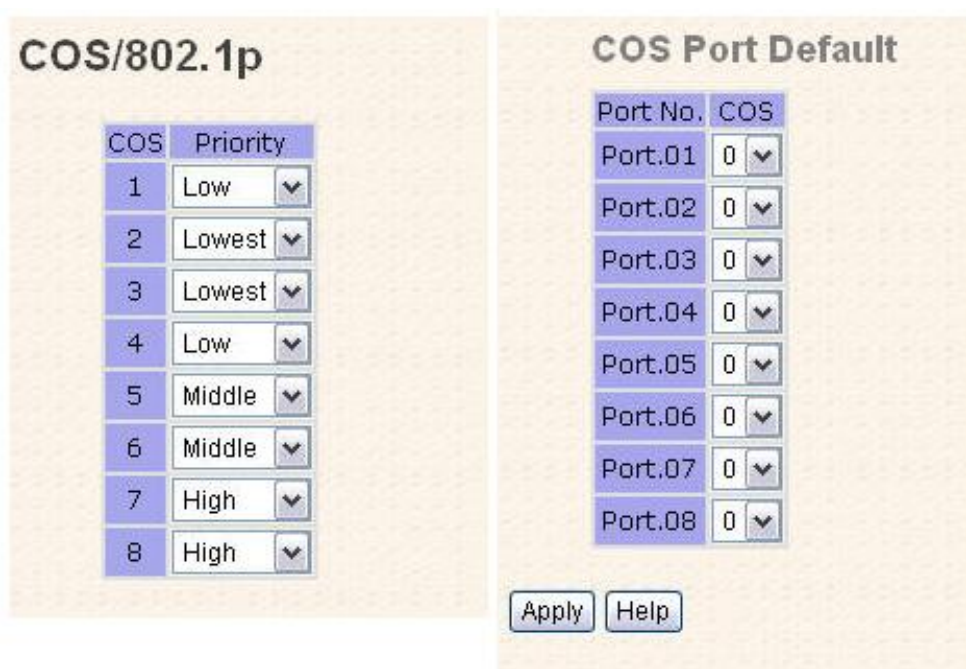 COS/802.1p
COS Priority
1 Low
2 Lowest
3 Lowest
4 Low
5 Middle
6 Middle
7 High
8 High
COS Port Default
Port No. COS
Port.01 0
Port.02 0
Port.03 0
Port.04 0
Port.05 0
Port.06 0
Port.07 0
Port.08 0
Apply Help